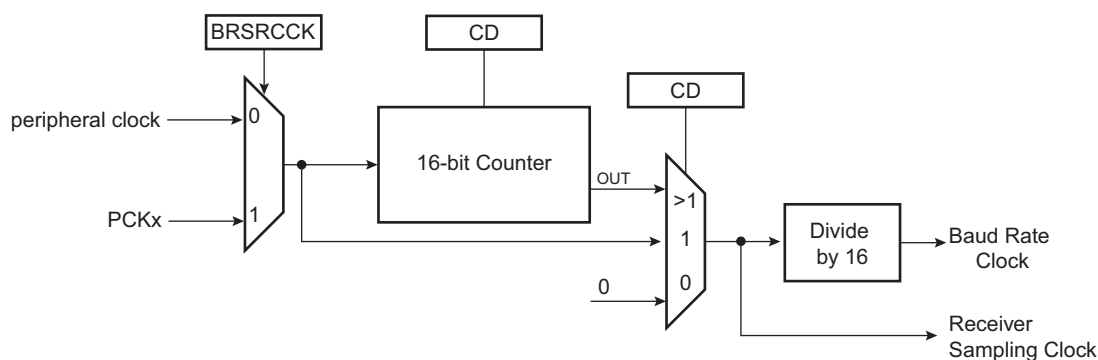 BRSRCCK
CD
CD
peripheral clock
0
16-bit Counter
OUT
>1
PCKx
1
1
Divide
by 16
Baud Rate
Clock
0
0
Receiver
Sampling Clock